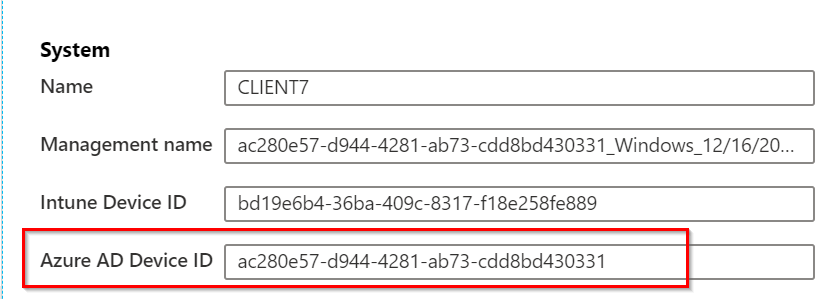 System
Name CLIENT7
Management name ac280e57-d944-4281-ab73-cdd8bd430331_Windows_12/16/20...
Intune Device ID bd19e6b4-36ba-409c-8317-f18e258fe889
Azure AD Device ID ac280e57-d944-4281-ab73-cdd8bd430331